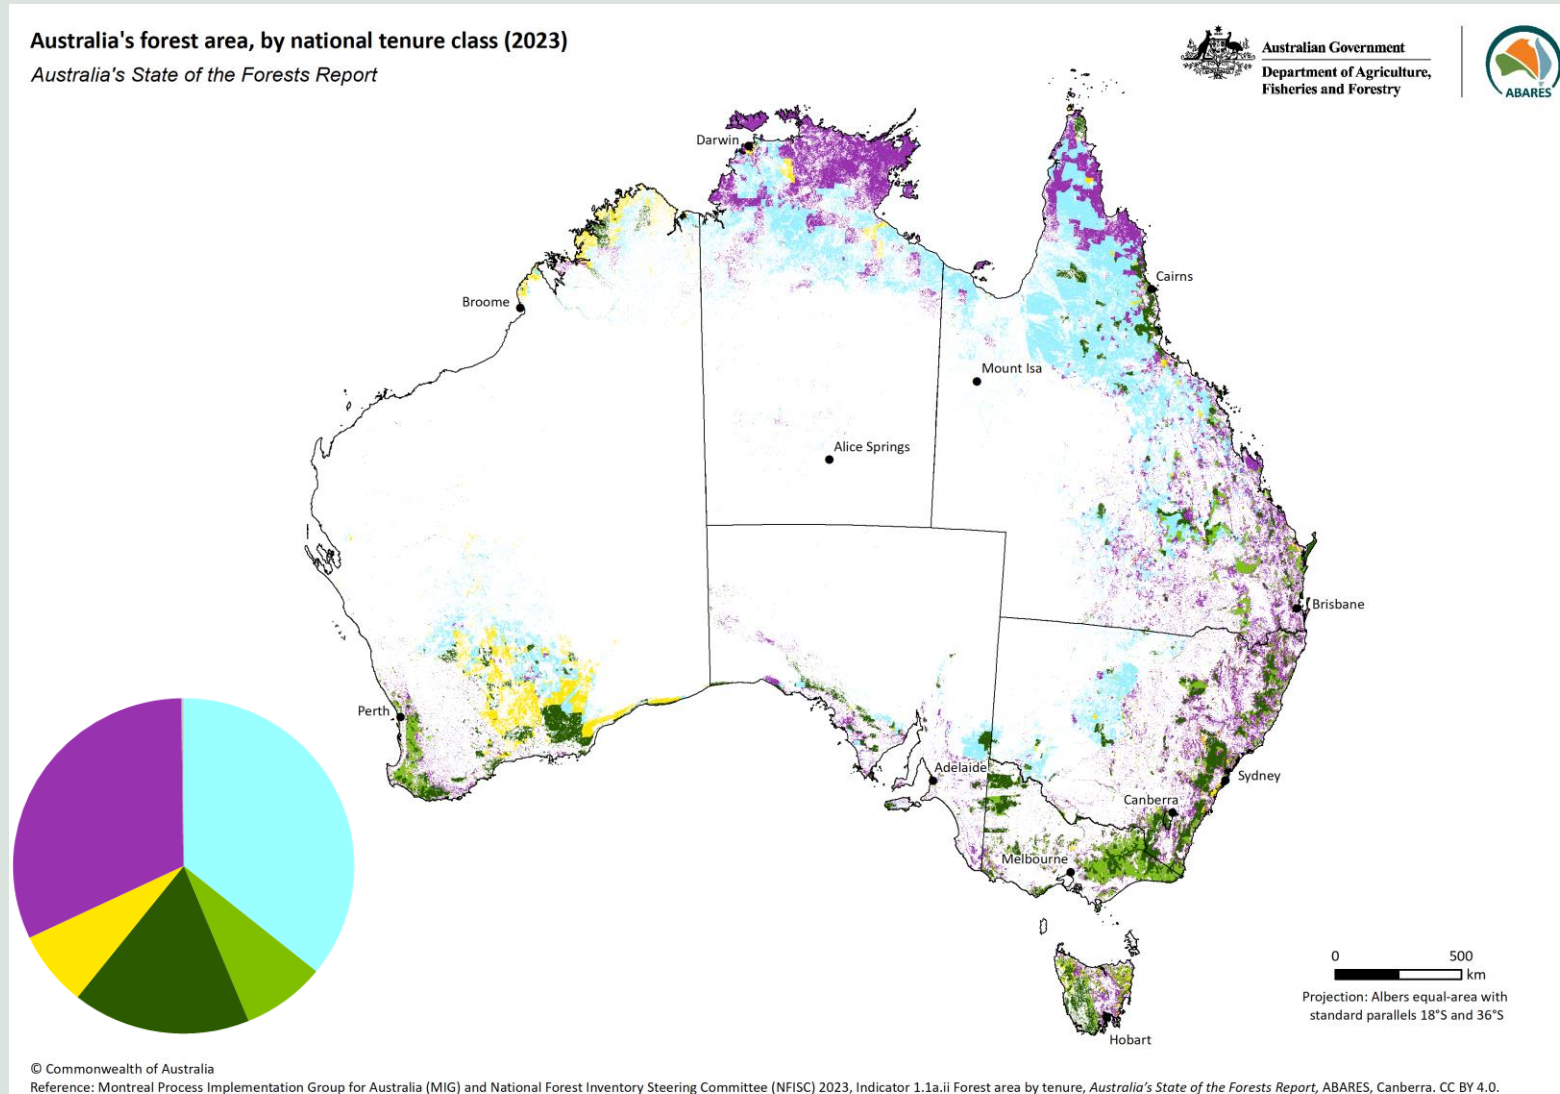 Australia's forest area, by national tenure class (2023)
Australia's State of the Forests Report
Australian Government
Department of Agriculture,
Fisheries and Forestry
ABARES
Darwin
Cairns
Broome
Mount Isa
Alice Springs
Brisbane
Perth
Adelaide
Sydney
Canberra
Melbourne
0 500
km
Projection: Albers equal-area with
standard parallels 18°S and 36°S
Hobart
© Commonwealth of Australia
Reference: Montreal Process Implementation Group for Australia (MIG) and National Forest Inventory Steering Committee (NFISC) 2023, Indicator 1.1a.ii Forest area by tenure, Australia's State of the Forests Report, ABARES, Canberra. CC BY 4.0.